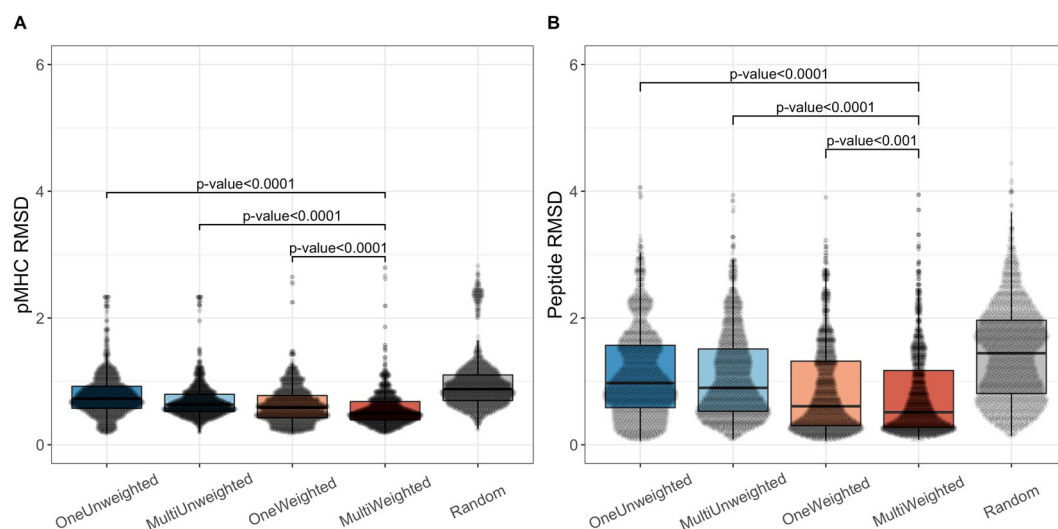 A
pMHC RMSD
6
4
2
0
p-value<0.0001
p-value<0.0001
p-value<0.0001
OneUnweighted
MultiUnweighted
OneWeighted
MultiWeighted
Random
B
Peptide RMSD
6
4
2
0
p-value<0.0001
p-value<0.0001
p-value<0.001
OneUnweighted
MultiUnweighted
OneWeighted
MultiWeighted
Random